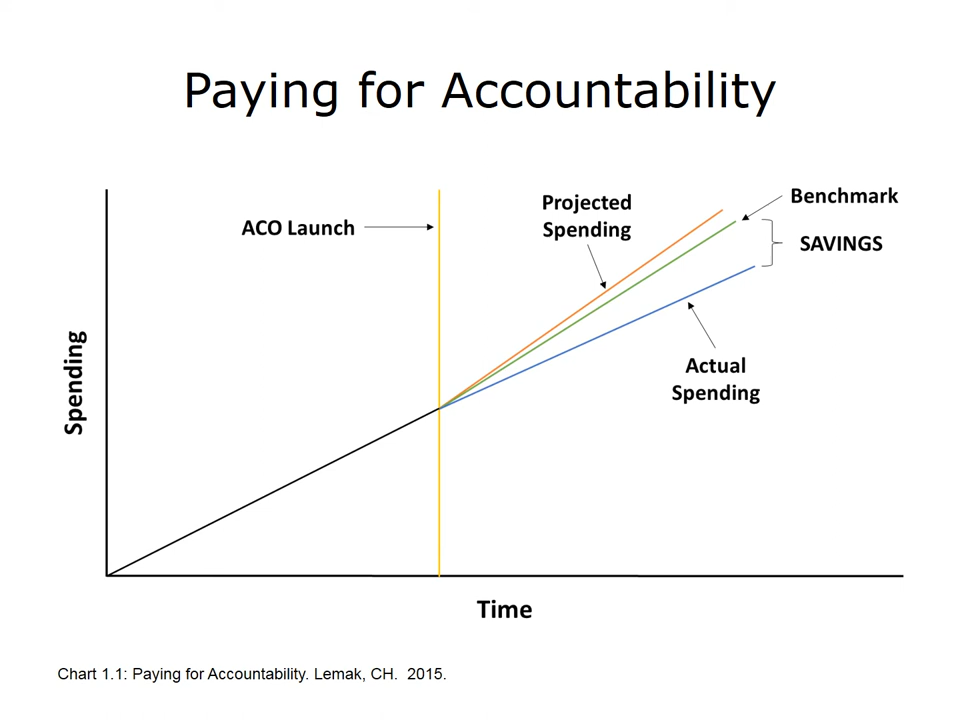 Paying for Accountability
ACO Launch
Projected
Spending
Benchmark
SAVINGS
Actual
Spending
Spending
Time
Chart 1.1: Paying for Accountability. Lemak, CH.  2015.